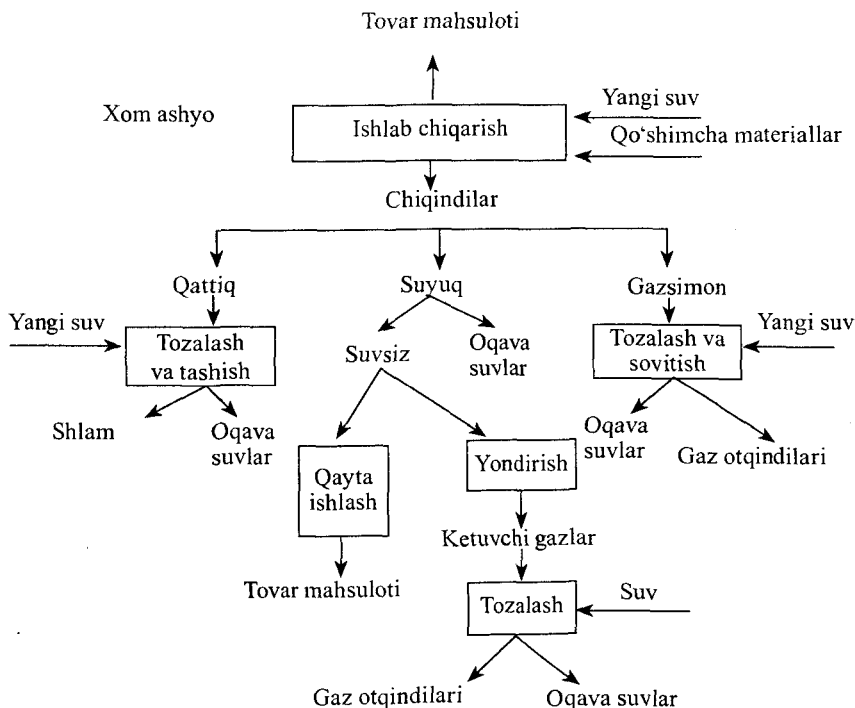 Tovar mahsuloti
Xom ashyo
Ishlab chiqarish
Yangi suv
Qo‘shimcha materiallar
Chiqindilar
Qattiq
Suyuq
Gazsimon
Yangi suv
Tozalash
va tashish
Suvsiz
Oqava
suvlar
Tozalash va
sovitish
Yangi suv
Shlam
Oqava
suvlar
Qayta
ishlash
Yondirish
Oqava
suvlar
Gaz otqindilari
Ketuvchi gazlar
Tovar mahsuloti
Tozalash
Suv
Gaz otqindilari
Oqava suvlar